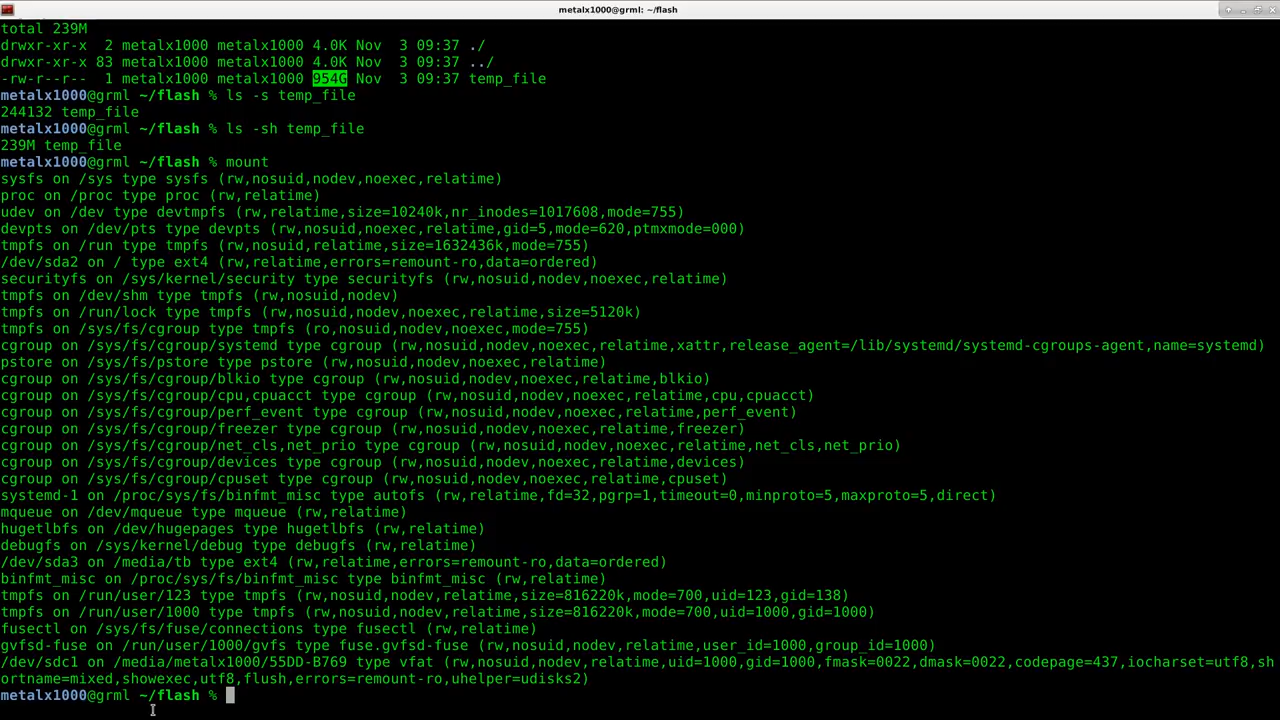 metalx1000@grml: ~/flash
total 239M
drwxr-xr-x  2 metalx1000 metalx1000 4.0K Nov  3 09:37 ./
drwxr-xr-x 83 metalx1000 metalx1000 4.0K Nov  3 09:37 ../
-rw-r--r--  1 metalx1000 metalx1000 954G Nov  3 09:37 temp_file
metalx1000@grml ~/flash % ls -s temp_file
244132 temp_file
metalx1000@grml ~/flash % ls -sh temp_file
239M temp_file
metalx1000@grml ~/flash % mount
sysfs on /sys type sysfs (rw,nosuid,nodev,noexec,relatime)
proc on /proc type proc (rw,relatime)
udev on /dev type devtmpfs (rw,relatime,size=10240k,nr_inodes=1017608,mode=755)
devpts on /dev/pts type devpts (rw,nosuid,noexec,relatime,gid=5,mode=620,ptmxmode=000)
tmpfs on /run type tmpfs (rw,nosuid,relatime,size=1632436k,mode=755)
/dev/sda2 on / type ext4 (rw,relatime,errors=remount-ro,data=ordered)
securityfs on /sys/kernel/security type securityfs (rw,nosuid,nodev,noexec,relatime)
tmpfs on /dev/shm type tmpfs (rw,nosuid,nodev)
tmpfs on /run/lock type tmpfs (rw,nosuid,nodev,noexec,relatime,size=5120k)
tmpfs on /sys/fs/cgroup type tmpfs (ro,nosuid,nodev,noexec,mode=755)
cgroup on /sys/fs/cgroup/systemd type cgroup (rw,nosuid,nodev,noexec,relatime,xattr,release_agent=/lib/systemd/systemd-cgroups-agent,name=systemd)
pstore on /sys/fs/pstore type pstore (rw,nosuid,nodev,noexec,relatime)
cgroup on /sys/fs/cgroup/blkio type cgroup (rw,nosuid,nodev,noexec,relatime,blkio)
cgroup on /sys/fs/cgroup/cpu,cpuacct type cgroup (rw,nosuid,nodev,noexec,relatime,cpu,cpuacct)
cgroup on /sys/fs/cgroup/perf_event type cgroup (rw,nosuid,nodev,noexec,relatime,perf_event)
cgroup on /sys/fs/cgroup/freezer type cgroup (rw,nosuid,nodev,noexec,relatime,freezer)
cgroup on /sys/fs/cgroup/net_cls,net_prio type cgroup (rw,nosuid,nodev,noexec,relatime,net_cls,net_prio)
cgroup on /sys/fs/cgroup/devices type cgroup (rw,nosuid,nodev,noexec,relatime,devices)
cgroup on /sys/fs/cgroup/cpuset type cgroup (rw,nosuid,nodev,noexec,relatime,cpuset)
systemd-1 on /proc/sys/fs/binfmt_misc type autofs (rw,relatime,fd=32,pgrp=1,timeout=0,minproto=5,maxproto=5,direct)
mqueue on /dev/mqueue type mqueue (rw,relatime)
hugetlbfs on /dev/hugepages type hugetlbfs (rw,relatime)
debugfs on /sys/kernel/debug type debugfs (rw,relatime)
/dev/sda3 on /media/tb type ext4 (rw,relatime,errors=remount-ro,data=ordered)
binfmt_misc on /proc/sys/fs/binfmt_misc type binfmt_misc (rw,relatime)
tmpfs on /run/user/123 type tmpfs (rw,nosuid,nodev,relatime,size=816220k,mode=700,uid=123,gid=138)
tmpfs on /run/user/1000 type tmpfs (rw,nosuid,nodev,relatime,size=816220k,mode=700,uid=1000,gid=1000)
fusectl on /sys/fs/fuse/connections type fusectl (rw,relatime)
gvfsd-fuse on /run/user/1000/gvfs type fuse.gvfsd-fuse (rw,nosuid,nodev,relatime,user_id=1000,group_id=1000)
/dev/sdc1 on /media/metalx1000/55DD-B769 type vfat (rw,nosuid,nodev,relatime,uid=1000,gid=1000,fmask=0022,dmask=0022,codepage=437,iocharset=utf8,sh
ortname=mixed,showexec,utf8,flush,errors=remount-ro,uhelper=udisks2)
metalx1000@grml ~/flash %